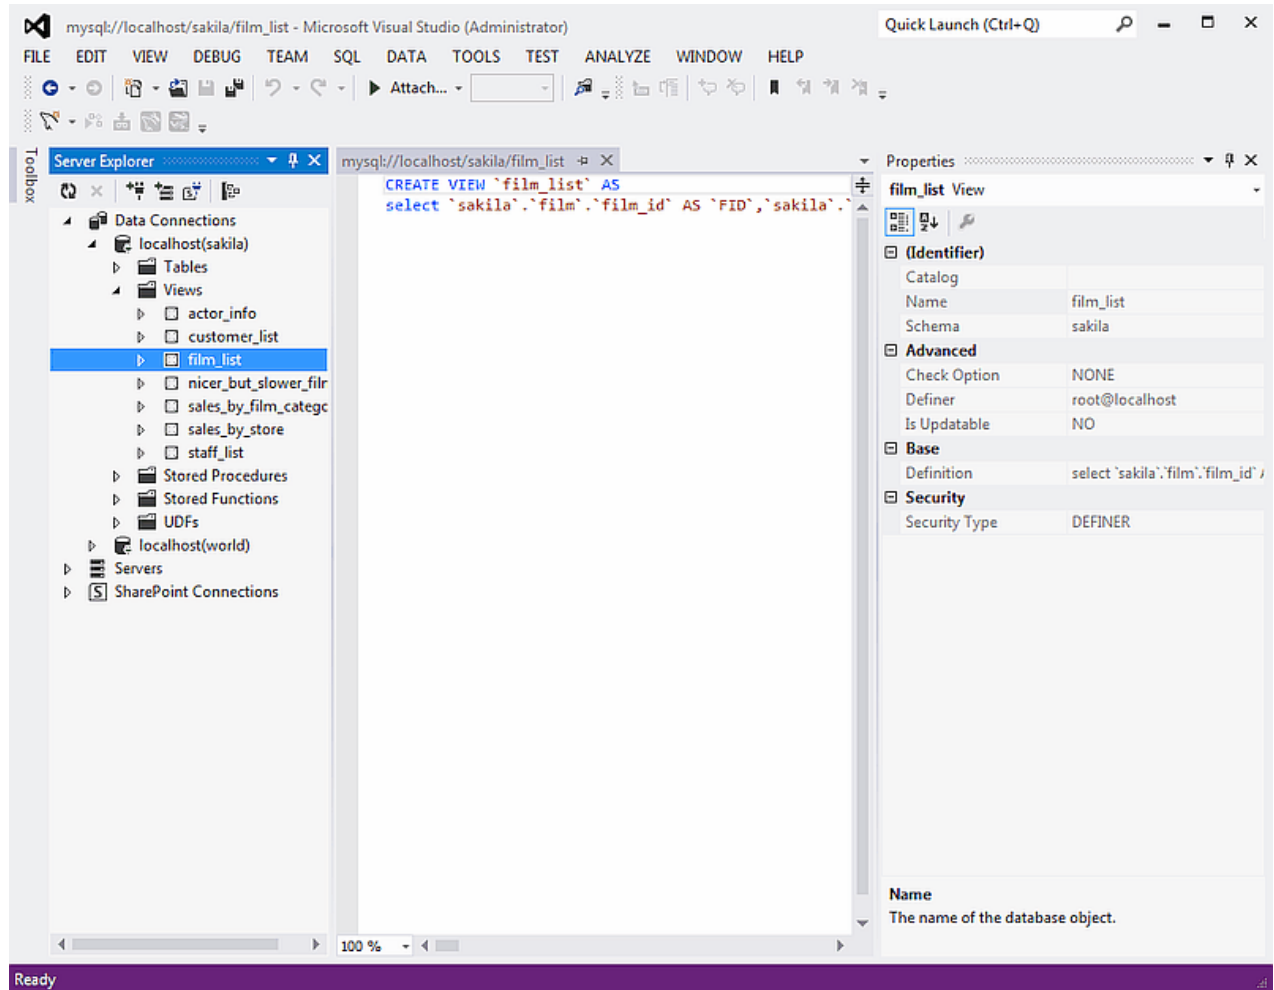 mysql://localhost/sakila/film_list - Microsoft Visual Studio (Administrator)
Quick Launch (Ctrl+Q)
FILE EDIT VIEW DEBUG TEAM SQL DATA TOOLS TEST ANALYZE WINDOW HELP
Attach...
Toolbox
Server Explorer
Data Connections
localhost(sakila)
Tables
Views
actor_info
customer_list
film_list
nicer_but_slower_filr
sales_by_film_catego
sales_by_store
staff_list
Stored Procedures
Stored Functions
UDFs
localhost(world)
Servers
SharePoint Connections
mysql://localhost/sakila/film_list
CREATE VIEW `film_list` AS
select `sakila`.`film`.`film_id` AS `FID`,`sakila`.`
100 %
Properties
film_list View
(Identifier)
Catalog
Name film_list
Schema sakila
Advanced
Check Option NONE
Definer root@localhost
Is Updatable NO
Base
Definition select `sakila`.`film`.`film_id` A
Security
Security Type DEFINER
Name
The name of the database object.
Ready